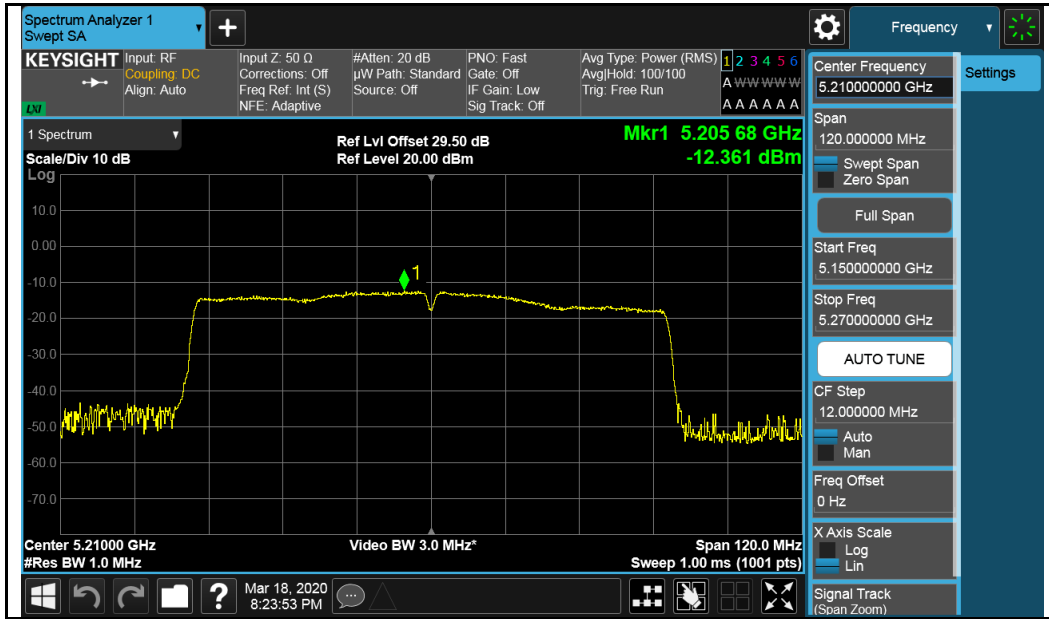 Spectrum Analyzer 1
Swept SA
+
Frequency
KEYSIGHT
LXI
Input: RF
Coupling: DC
Align: Auto
Input Z: 50 Ω
Corrections: Off
Freq Ref: Int (S)
NFE: Adaptive
#Atten: 20 dB
µW Path: Standard
Source: Off
PNO: Fast
Gate: Off
IF Gain: Low
Sig Track: Off
Avg Type: Power (RMS)
Avg|Hold: 100/100
Trig: Free Run
1 2 3 4 5 6
A W W W W W
A A A A A A
1 Spectrum
Scale/Div 10 dB
Ref Lvl Offset 29.50 dB
Ref Level 20.00 dBm
Mkr1 5.205 68 GHz
-12.361 dBm
Log
10.0
0.00
-10.0
-20.0
-30.0
-40.0
-50.0
-60.0
-70.0
1
Center 5.21000 GHz
#Res BW 1.0 MHz
Video BW 3.0 MHz*
Span 120.0 MHz
Sweep 1.00 ms (1001 pts)
?
Mar 18, 2020
8:23:53 PM
Center Frequency
5.210000000 GHz
Span
120.000000 MHz
Swept Span
Zero Span
Full Span
Start Freq
5.150000000 GHz
Stop Freq
5.270000000 GHz
AUTO TUNE
CF Step
12.000000 MHz
Auto
Man
Freq Offset
0 Hz
X Axis Scale
Log
Lin
Signal Track
(Span Zoom)
Settings